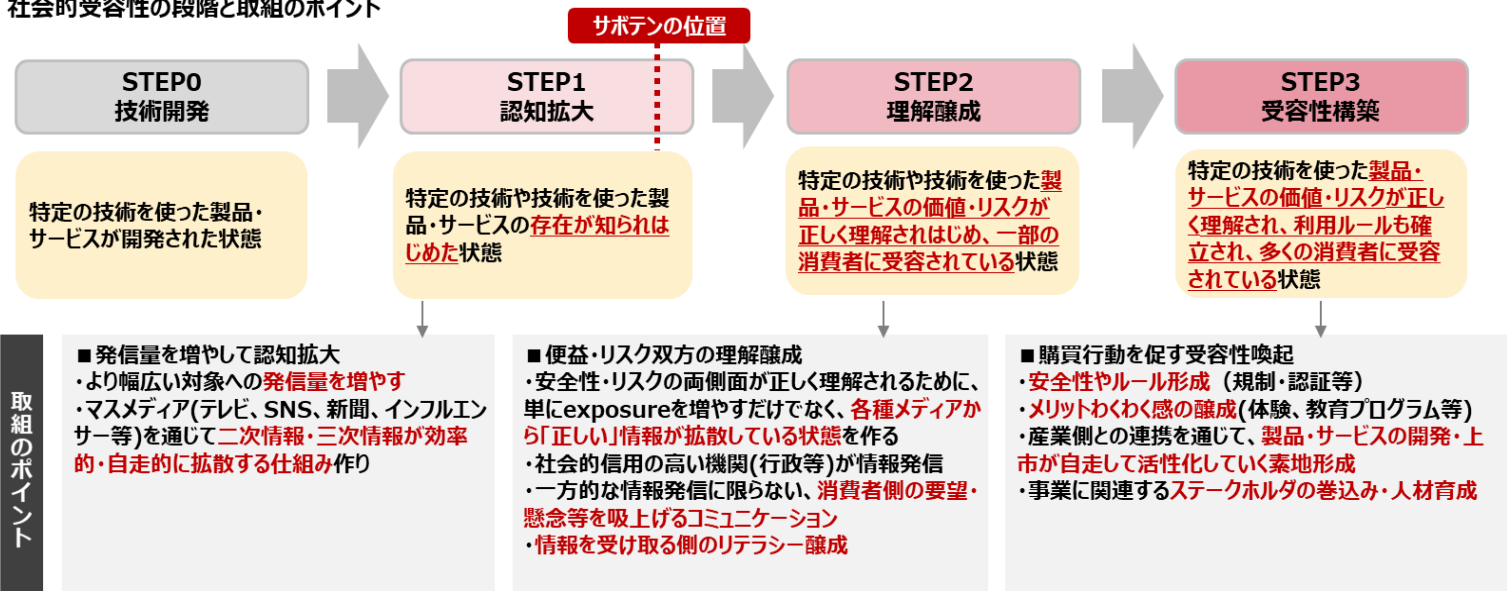 社会的受容性の段階と取組のポイント
サボテンの位置
STEP0
技術開発
STEP1
認知拡大
STEP2
理解醸成
STEP3
受容性構築
特定の技術を使った製品・
サービスが開発された状態
特定の技術や技術を使った製
品・サービスの存在が知られは
じめた状態
特定の技術や技術を使った製
品・サービスの価値・リスクが
正しく理解されはじめ、一部の
消費者に受容されている状態
特定の技術を使った製品・
サービスの価値・リスクが正し
く理解され、利用ルールも確
立され、多くの消費者に受容
されている状態
取組のポイント
■発信量を増やして認知拡大
・より幅広い対象への発信量を増やす
・マスメディア(テレビ、SNS、新聞、インフルエン
サー等)を通じて二次情報・三次情報が効率
的・自走的に拡散する仕組み作り
■便益・リスク双方の理解醸成
・安全性・リスクの両側面が正しく理解されるために、
単にexposureを増やすだけでなく、各種メディアか
ら「正しい」情報が拡散している状態を作る
・社会的信用の高い機関(行政等)が情報発信
・一方的な情報発信に限らない、消費者側の要望・
懸念等を吸上げるコミュニケーション
・情報を受け取る側のリテラシー醸成
■購買行動を促す受容性喚起
・安全性やルール形成（規制・認証等）
・メリットわくわく感の醸成(体験、教育プログラム等)
・産業側との連携を通じて、製品・サービスの開発・上
市が自走して活性化していく素地形成
・事業に関連するステークホルダの巻込み・人材育成